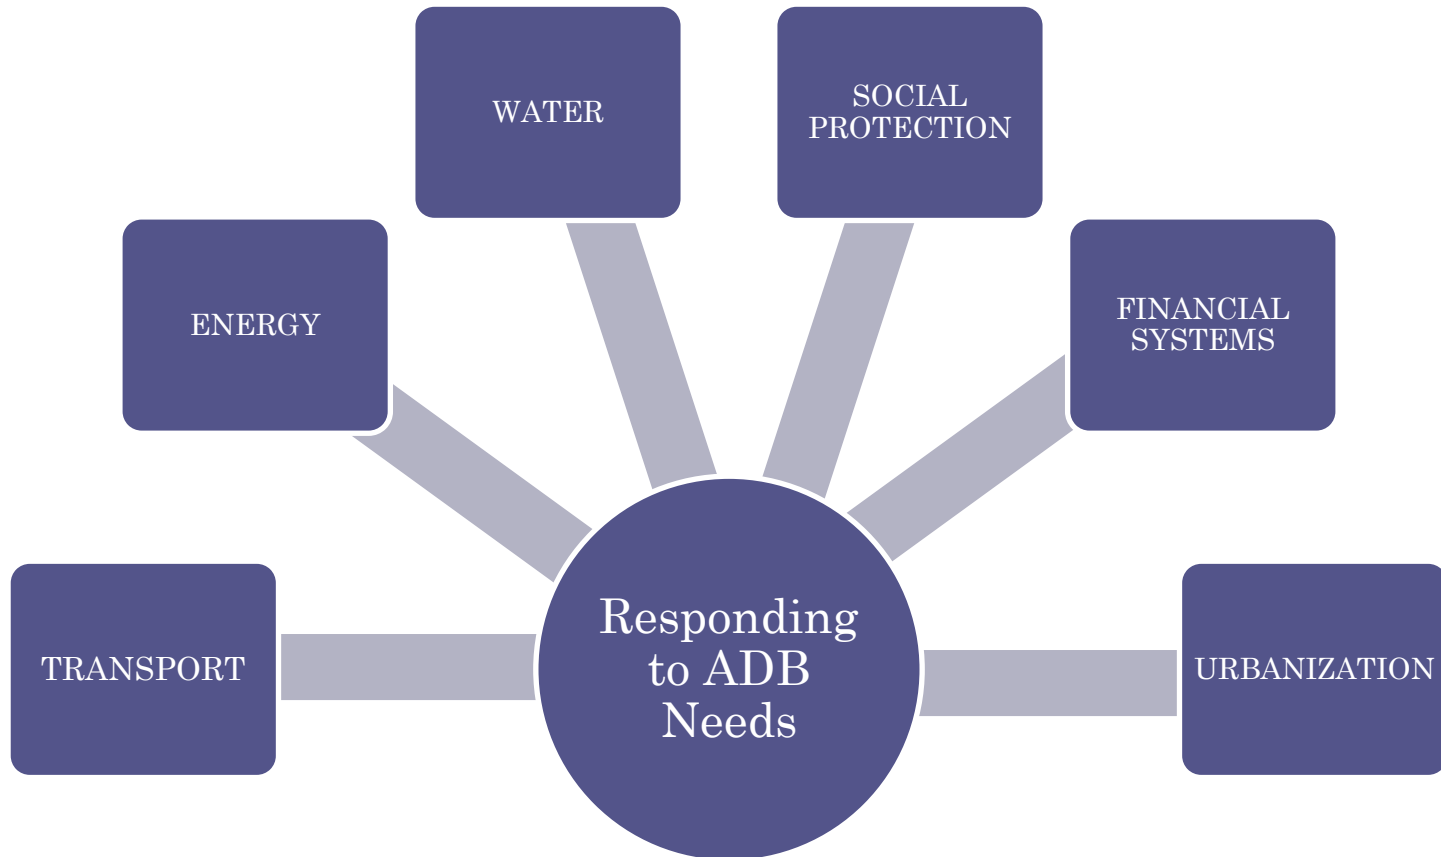 WATER
SOCIAL
PROTECTION
ENERGY
FINANCIAL
SYSTEMS
TRANSPORT
Responding
to ADB
Needs
URBANIZATION